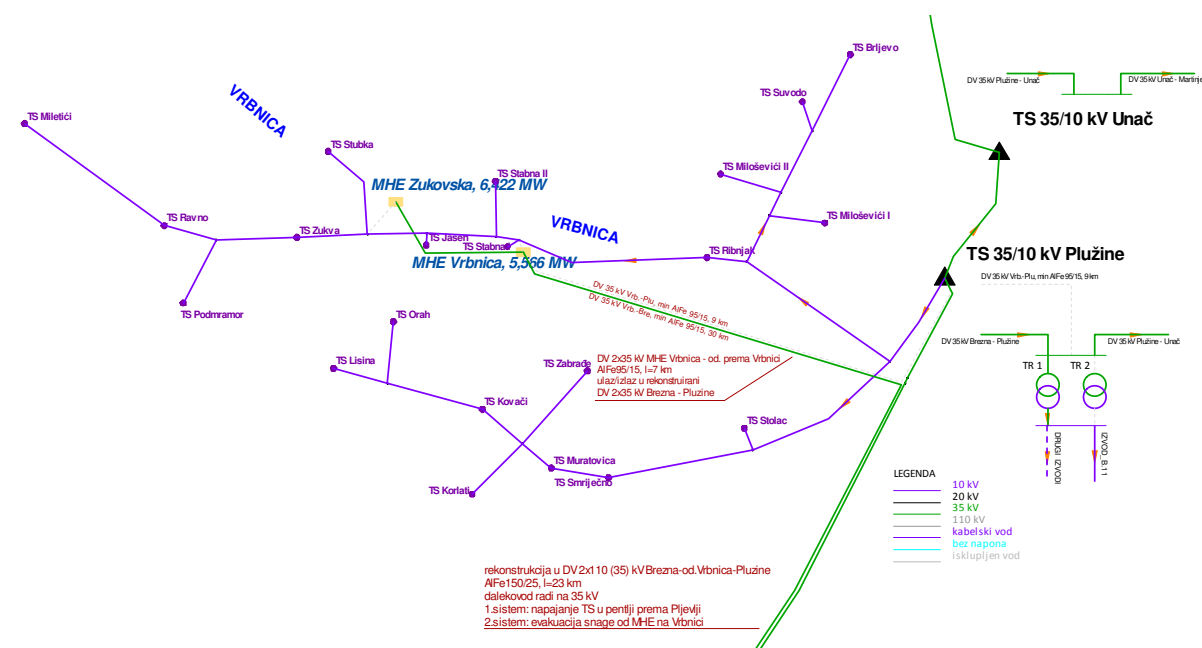 TS Brljevo
DV 35 kV Plužine - Unač
DV 35 kV Unač - Martinje
TS 35/10 kV Unač
TS Suvodo
VRBNICA
TS Miletići
TS Stubka
TS Miloševići II
TS Stabna II
MHE Zukovska, 6,422 MW
TS Ravno
TS Miloševići I
VRBNICA
TS Zukva
TS Jasen
TS Stabna
TS Ribnjak
TS 35/10 kV Plužine
MHE Vrbnica, 5,566 MW
DV 35 kV Vrb.-Plu, min AlFe 95/15, 9km
DV 35 kV Vrb.-Plu, min AlFe 95/15, 9 km
DV 35 kV Vrb.-Bre, min AlFe 95/15, 30 km
TS Podmramor
TS Orah
DV 35 kV Brezna - Plužine
DV 35 kV Plužine - Unač
TS Lisina
TS Zabrađe
DV 2x35 kV MHE Vrbnica - od. prema Vrbnici
AlFe95/15, l=7 km
ulaz/izlaz u rekonstruirani
DV 2x35 kV Brezna - Pluzine
TR 1
TR 2
TS Kovači
TS Stolac
DRUGI IZVODI
IZVOD_B.11
TS Muratovica
TS Smriječno
TS Korlati
LEGENDA
10 kV
20 kV
35 kV
110 kV
kabelski vod
bez napona
isklupljen vod
rekonstrukcija u DV 2x110 (35) kV Brezna-od.Vrbnica-Pluzine
AlFe150/25, l=23 km
dalekovod radi na 35 kV
1.sistem: napajanje TS u pentlji prema Pljevlji
2.sistem: evakuacija snage od MHE na Vrbnici